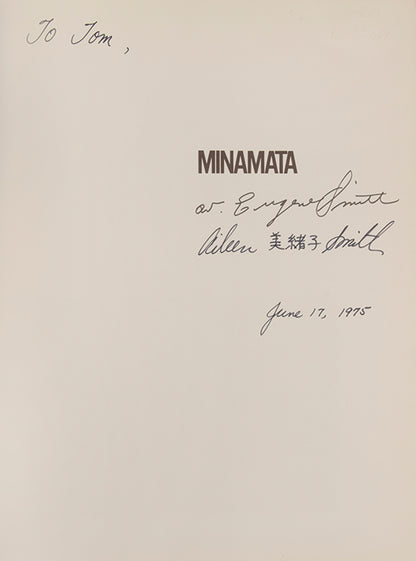 To Tom,
MINAMATA
W. Eugene Smith
Aileen 美緒子 Smith
June 17, 1975